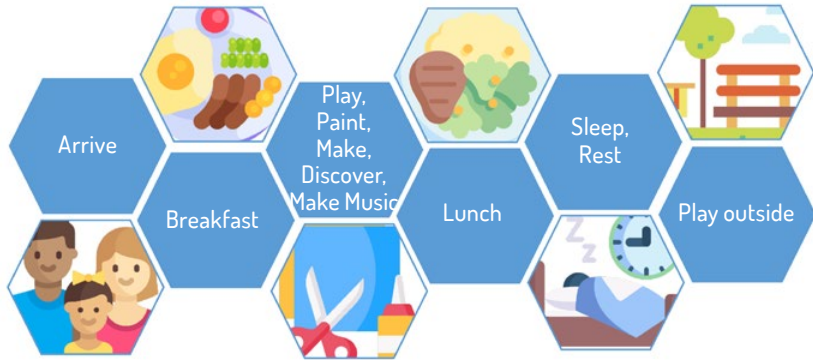 Arrive
Breakfast
Play,
Paint,
Make,
Discover,
Make Music
Lunch
Sleep,
Rest
Play outside